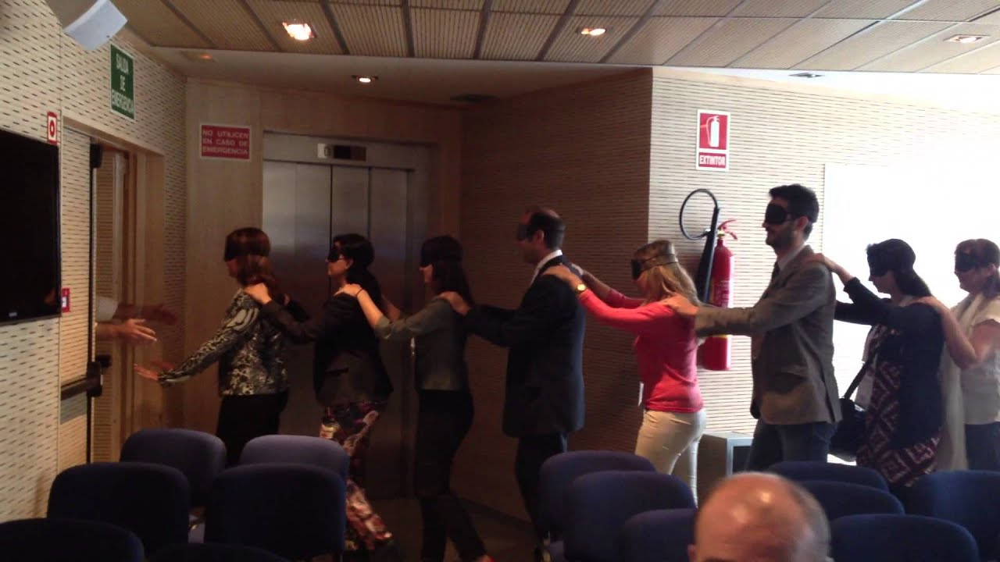 SALIDA
DE
EMERGENCIA
NO UTILICEN
EN CASO DE
EMERGENCIA
EXTINTOR